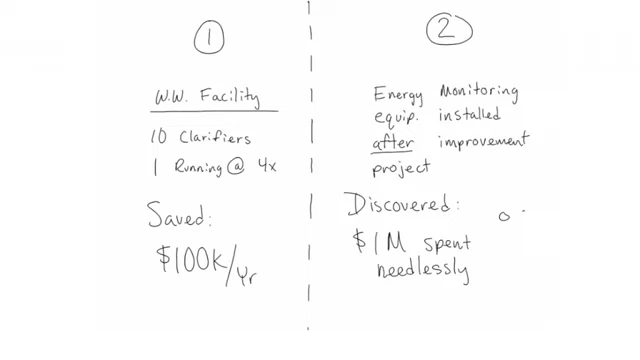 1
W.W. Facility
10 Clarifiers
1 Running @ 4x
Saved:
$100K/yr
2
Energy Monitoring
equip. installed
after improvement
project
Discovered:
$1M spent
needlessly